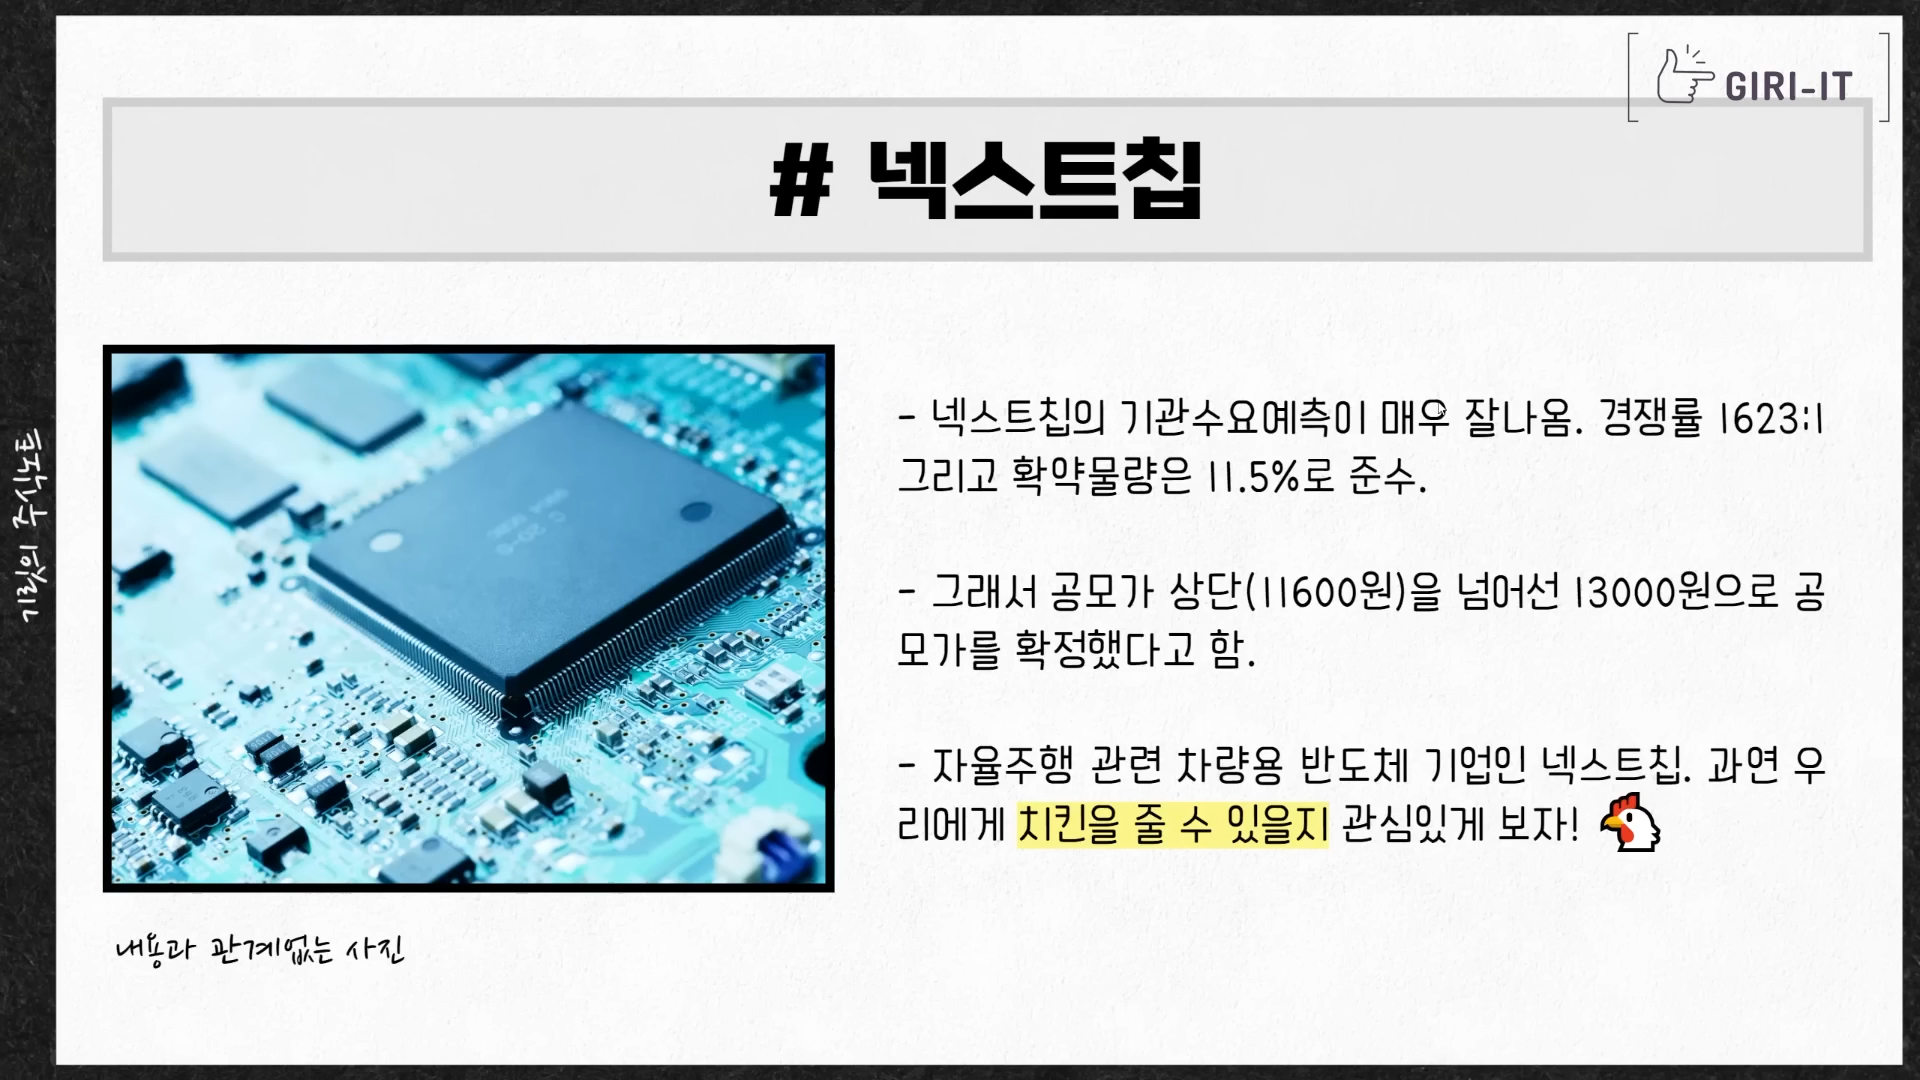 GIRI-IT
# 넥스트칩
- 넥스트칩의 기관수요예측이 매우 잘나옴. 경쟁률 1623:1
그리고 확약물량은 11.5%로 준수.
- 그래서 공모가 상단(11600원)을 넘어선 13000원으로 공
모가를 확정했다고 함.
- 자율주행 관련 차량용 반도체 기업인 넥스트칩. 과연 우
리에게 치킨을 줄 수 있을지 관심있게 보자!
내용과 관계없는 사진
기릿의 주식노트